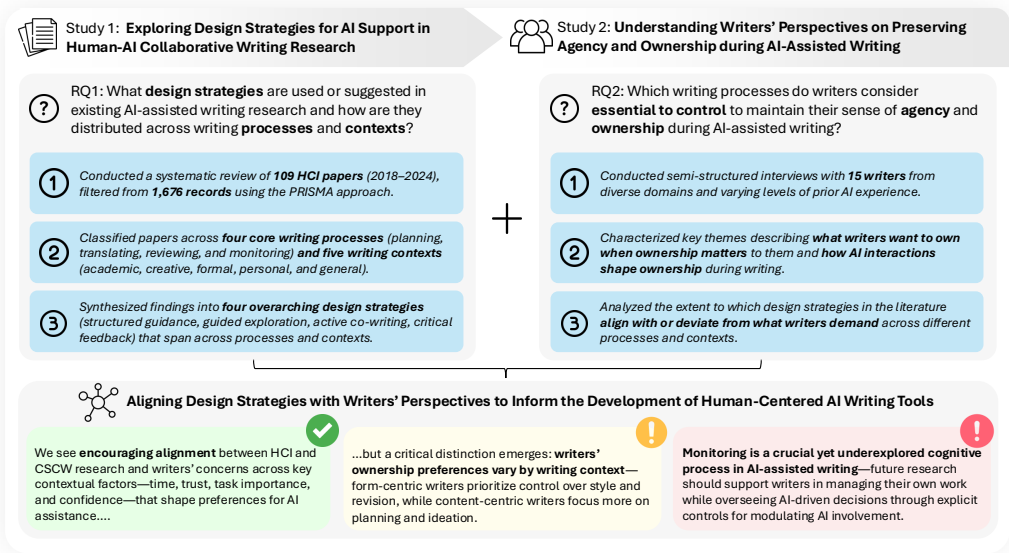 Study 1: Exploring Design Strategies for AI Support in
Human-AI Collaborative Writing Research
Study 2: Understanding Writers' Perspectives on Preserving
Agency and Ownership during AI-Assisted Writing
?
RQ1: What design strategies are used or suggested in
existing AI-assisted writing research and how are they
distributed across writing processes and contexts?
1
Conducted a systematic review of 109 HCI papers (2018–2024),
filtered from 1,676 records using the PRISMA approach.
2
Classified papers across four core writing processes (planning,
translating, reviewing, and monitoring) and five writing contexts
(academic, creative, formal, personal, and general).
3
Synthesized findings into four overarching design strategies
(structured guidance, guided exploration, active co-writing, critical
feedback) that span across processes and contexts.
+
?
RQ2: Which writing processes do writers consider
essential to control to maintain their sense of agency and
ownership during AI-assisted writing?
1
Conducted semi-structured interviews with 15 writers from
diverse domains and varying levels of prior AI experience.
2
Characterized key themes describing what writers want to own
when ownership matters to them and how AI interactions
shape ownership during writing.
3
Analyzed the extent to which design strategies in the literature
align with or deviate from what writers demand across different
processes and contexts.
Aligning Design Strategies with Writers' Perspectives to Inform the Development of Human-Centered AI Writing Tools
We see encouraging alignment between HCI and
CSCW research and writers' concerns across key
contextual factors—time, trust, task importance,
and confidence—that shape preferences for AI
assistance....
!
...but a critical distinction emerges: writers'
ownership preferences vary by writing context—
form-centric writers prioritize control over style and
revision, while content-centric writers focus more on
planning and ideation.
!
Monitoring is a crucial yet underexplored cognitive
process in AI-assisted writing—future research
should support writers in managing their own work
while overseeing AI-driven decisions through explicit
controls for modulating AI involvement.